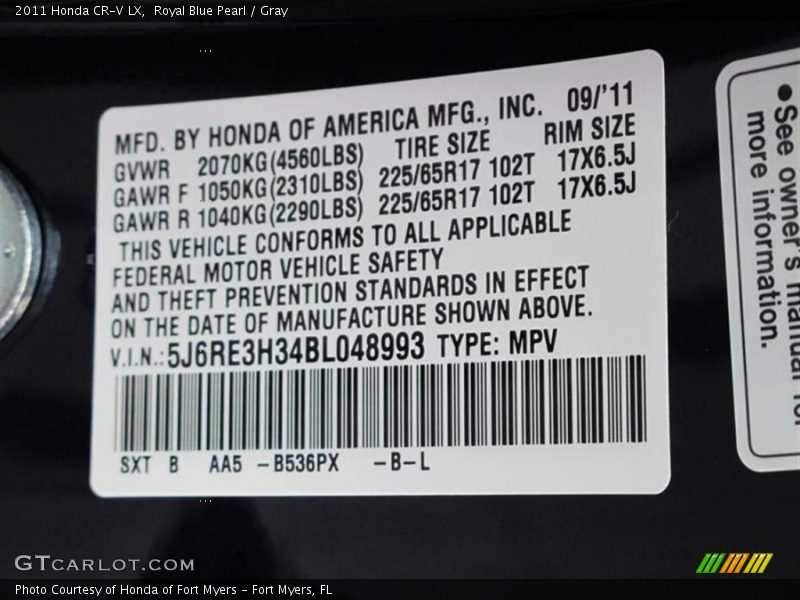 2011 Honda CR-V LX,  Royal Blue Pearl / Gray
MFD. BY HONDA OF AMERICA MFG., INC. 09/'11
GVWR 2070KG(4560LBS) TIRE SIZE RIM SIZE
GAWR F 1050KG(2310LBS) 225/65R17 102T 17X6.5J
GAWR R 1040KG(2290LBS) 225/65R17 102T 17X6.5J
THIS VEHICLE CONFORMS TO ALL APPLICABLE
FEDERAL MOTOR VEHICLE SAFETY
AND THEFT PREVENTION STANDARDS IN EFFECT
ON THE DATE OF MANUFACTURE SHOWN ABOVE.
V.I.N.: 5J6RE3H34BL048993 TYPE: MPV
SXT B AA5 -B536PX -B-L
●See owner's manual for
more information.
GTCARLOT.COM
Photo Courtesy of Honda of Fort Myers - Fort Myers, FL